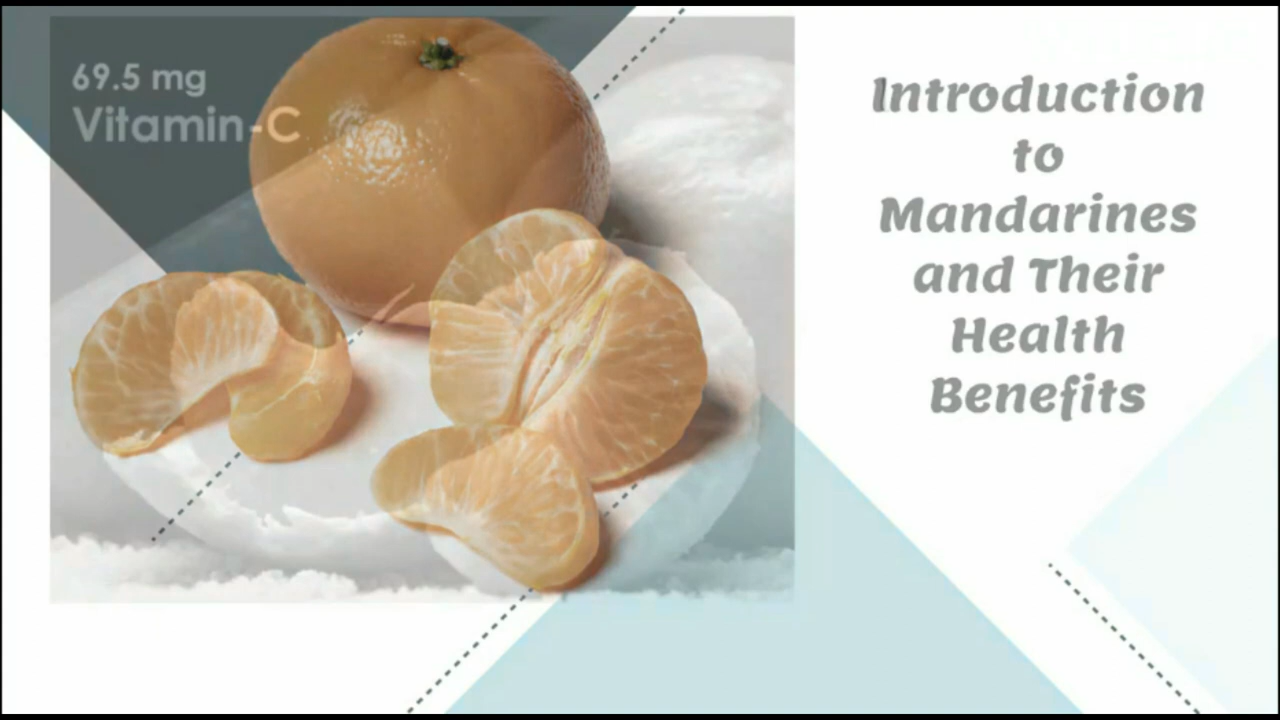 69.5 mg
Vitamin-C
Introduction
to
Mandarines
and Their
Health
Benefits